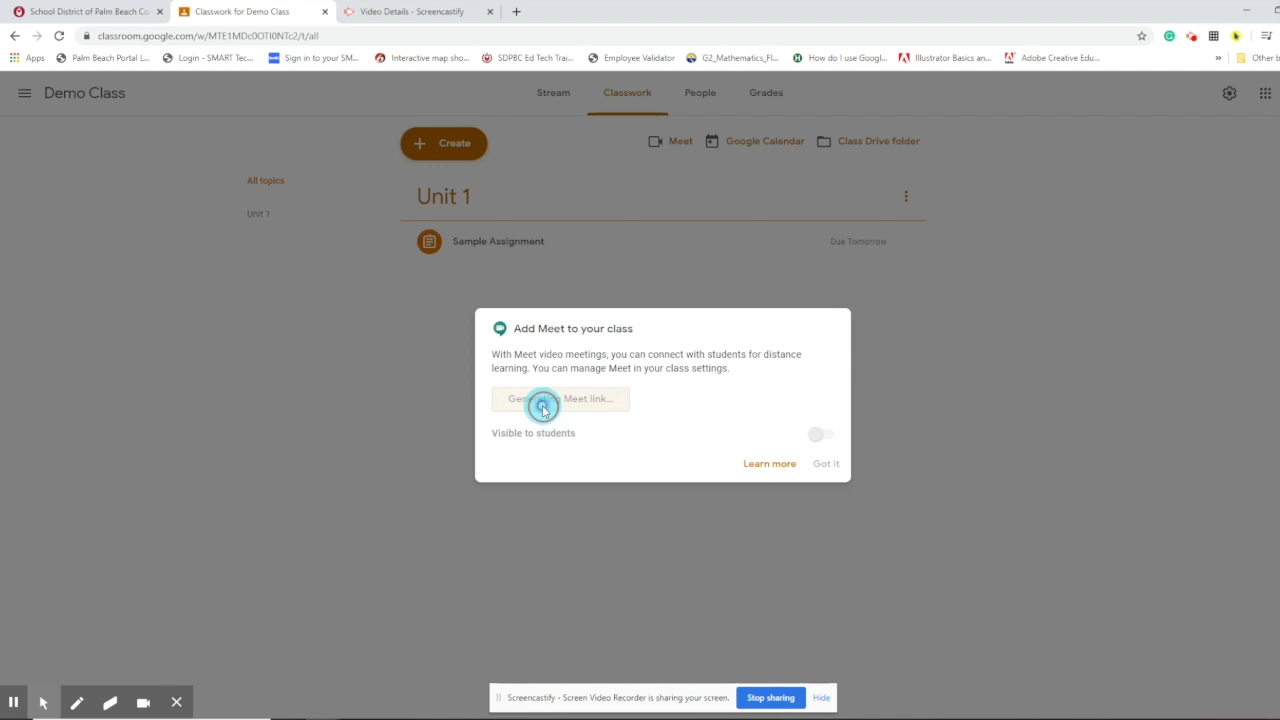 School District of Palm Beach Co
Classwork for Demo Class
Video Details - Screencastify
classroom.google.com/w/MTE1MDc0OTI0NTc2/t/all
Apps
Palm Beach Portal L...
Login - SMART Tec...
Sign in to your SM...
Interactive map sho...
SDPBC Ed Tech Trai...
Employee Validator
G2_Mathematics_FL...
How do I use Googl...
Illustrator Basics an...
Adobe Creative Edu...
»
Other b
Demo Class
Stream
Classwork
People
Grades
Create
Meet
Google Calendar
Class Drive folder
All topics
Unit 1
Unit 1
Sample Assignment
Due Tomorrow
Add Meet to your class
With Meet video meetings, you can connect with students for distance
learning. You can manage Meet in your class settings.
Generating Meet link...
Visible to students
Learn more
Got it
Screencastify - Screen Video Recorder is sharing your screen.
Stop sharing
Hide